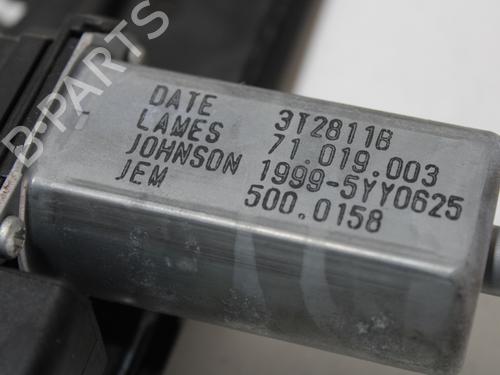 DATE 3T2811B
LAMES 71.019.003
JOHNSON 1999-5YY0625
JEM 500.0158
B-PARTS